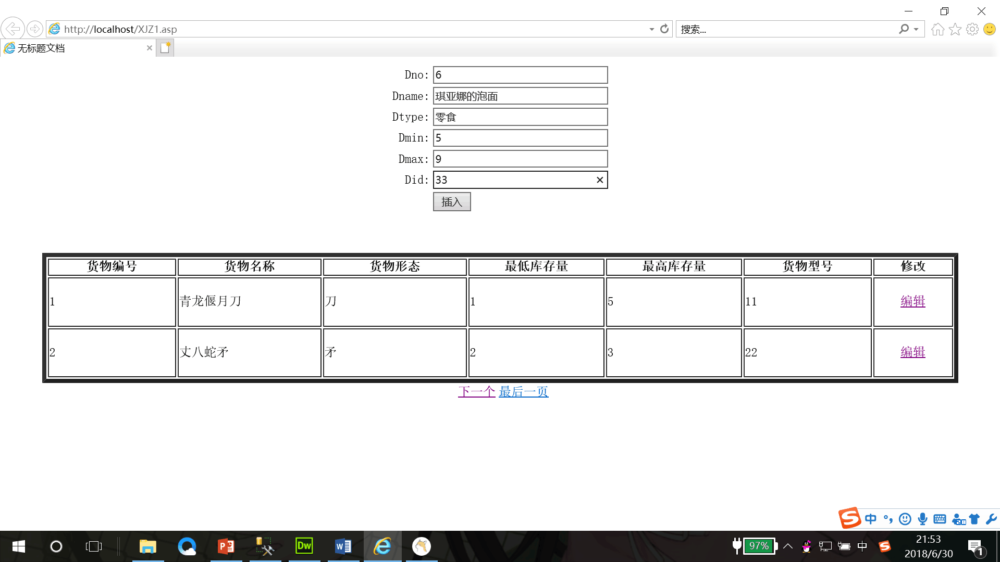 http://localhost/XJZ1.asp
搜索...
无标题文档
Dno: 6
Dname: 琪亚娜的泡面
Dtype: 零食
Dmin: 5
Dmax: 9
Did: 33
插入
货物编号 货物名称 货物形态 最低库存量 最高库存量 货物型号 修改
1 青龙偃月刀 刀 1 5 11 编辑
2 丈八蛇矛 矛 2 3 22 编辑
下一个 最后一页
中
Dw
97%
中
21:53
2018/6/30
1